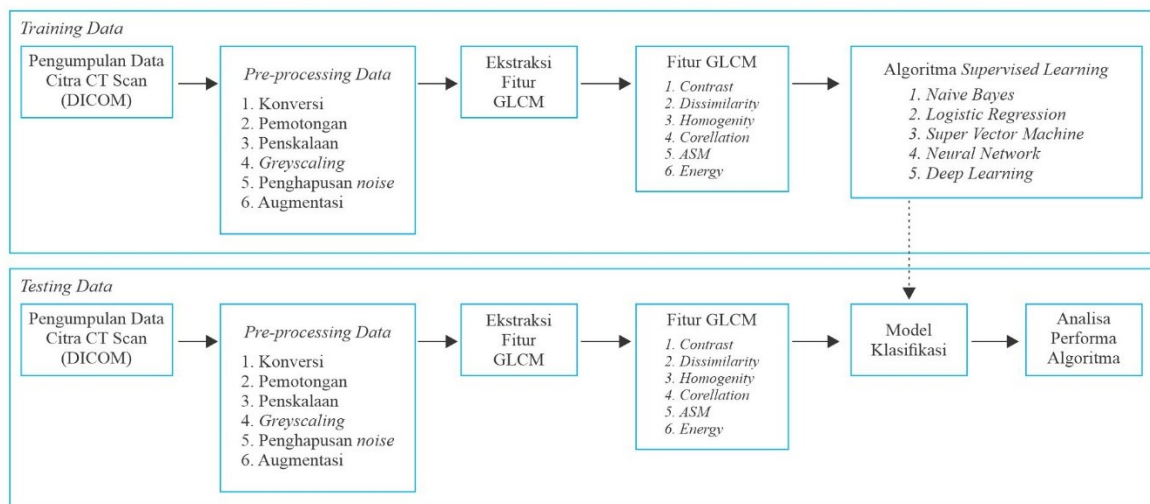 Training Data
Pengumpulan Data
Citra CT Scan
(DICOM)
Pre-processing Data
1. Konversi
2. Pemotongan
3. Penskalaan
4. Greyscaling
5. Penghapusan noise
6. Augmentasi
Ekstraksi
Fitur
GLCM
Fitur GLCM
1. Contrast
2. Dissimilarity
3. Homogenity
4. Corellation
5. ASM
6. Energy
Algoritma Supervised Learning
1. Naive Bayes
2. Logistic Regression
3. Super Vector Machine
4. Neural Network
5. Deep Learning
Testing Data
Pengumpulan Data
Citra CT Scan
(DICOM)
Pre-processing Data
1. Konversi
2. Pemotongan
3. Penskalaan
4. Greyscaling
5. Penghapusan noise
6. Augmentasi
Ekstraksi
Fitur
GLCM
Fitur GLCM
1. Contrast
2. Dissimilarity
3. Homogenity
4. Corellation
5. ASM
6. Energy
Model
Klasifikasi
Analisa
Performa
Algoritma